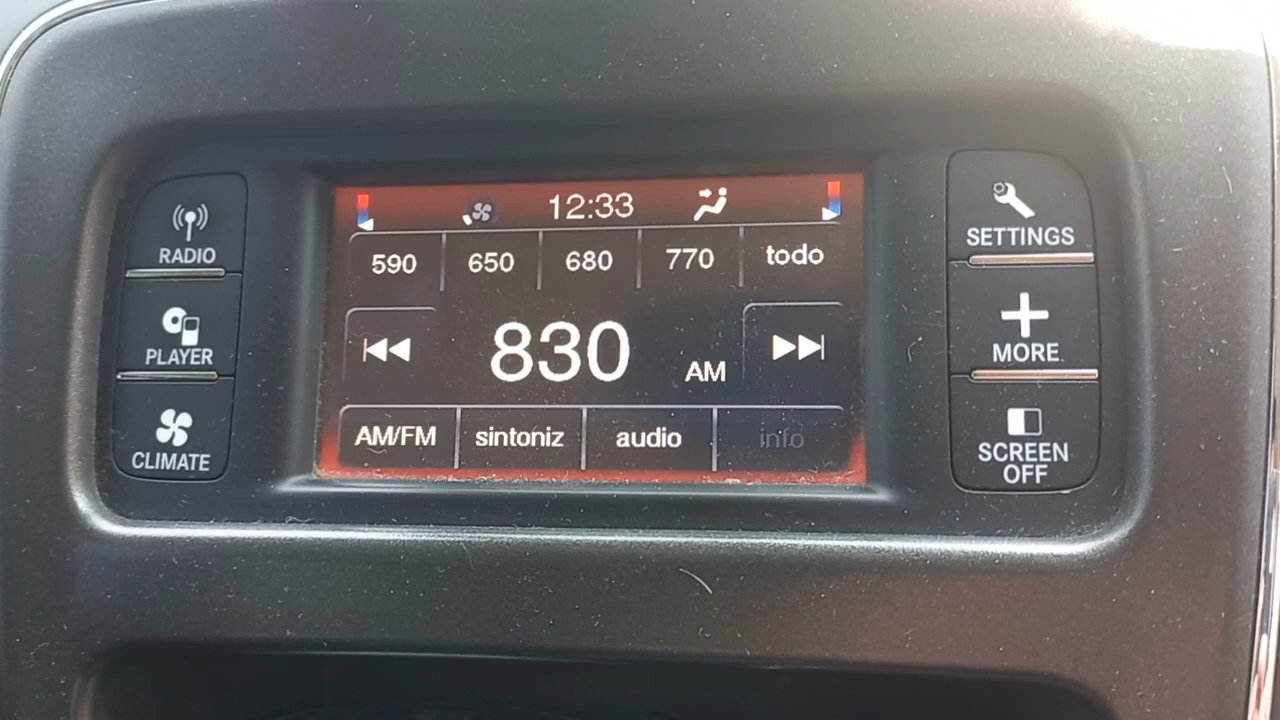 12:33
590 650 680 770 todo
830 AM
AM/FM sintoniz audio info
RADIO
PLAYER
CLIMATE
SETTINGS
MORE
SCREEN
OFF